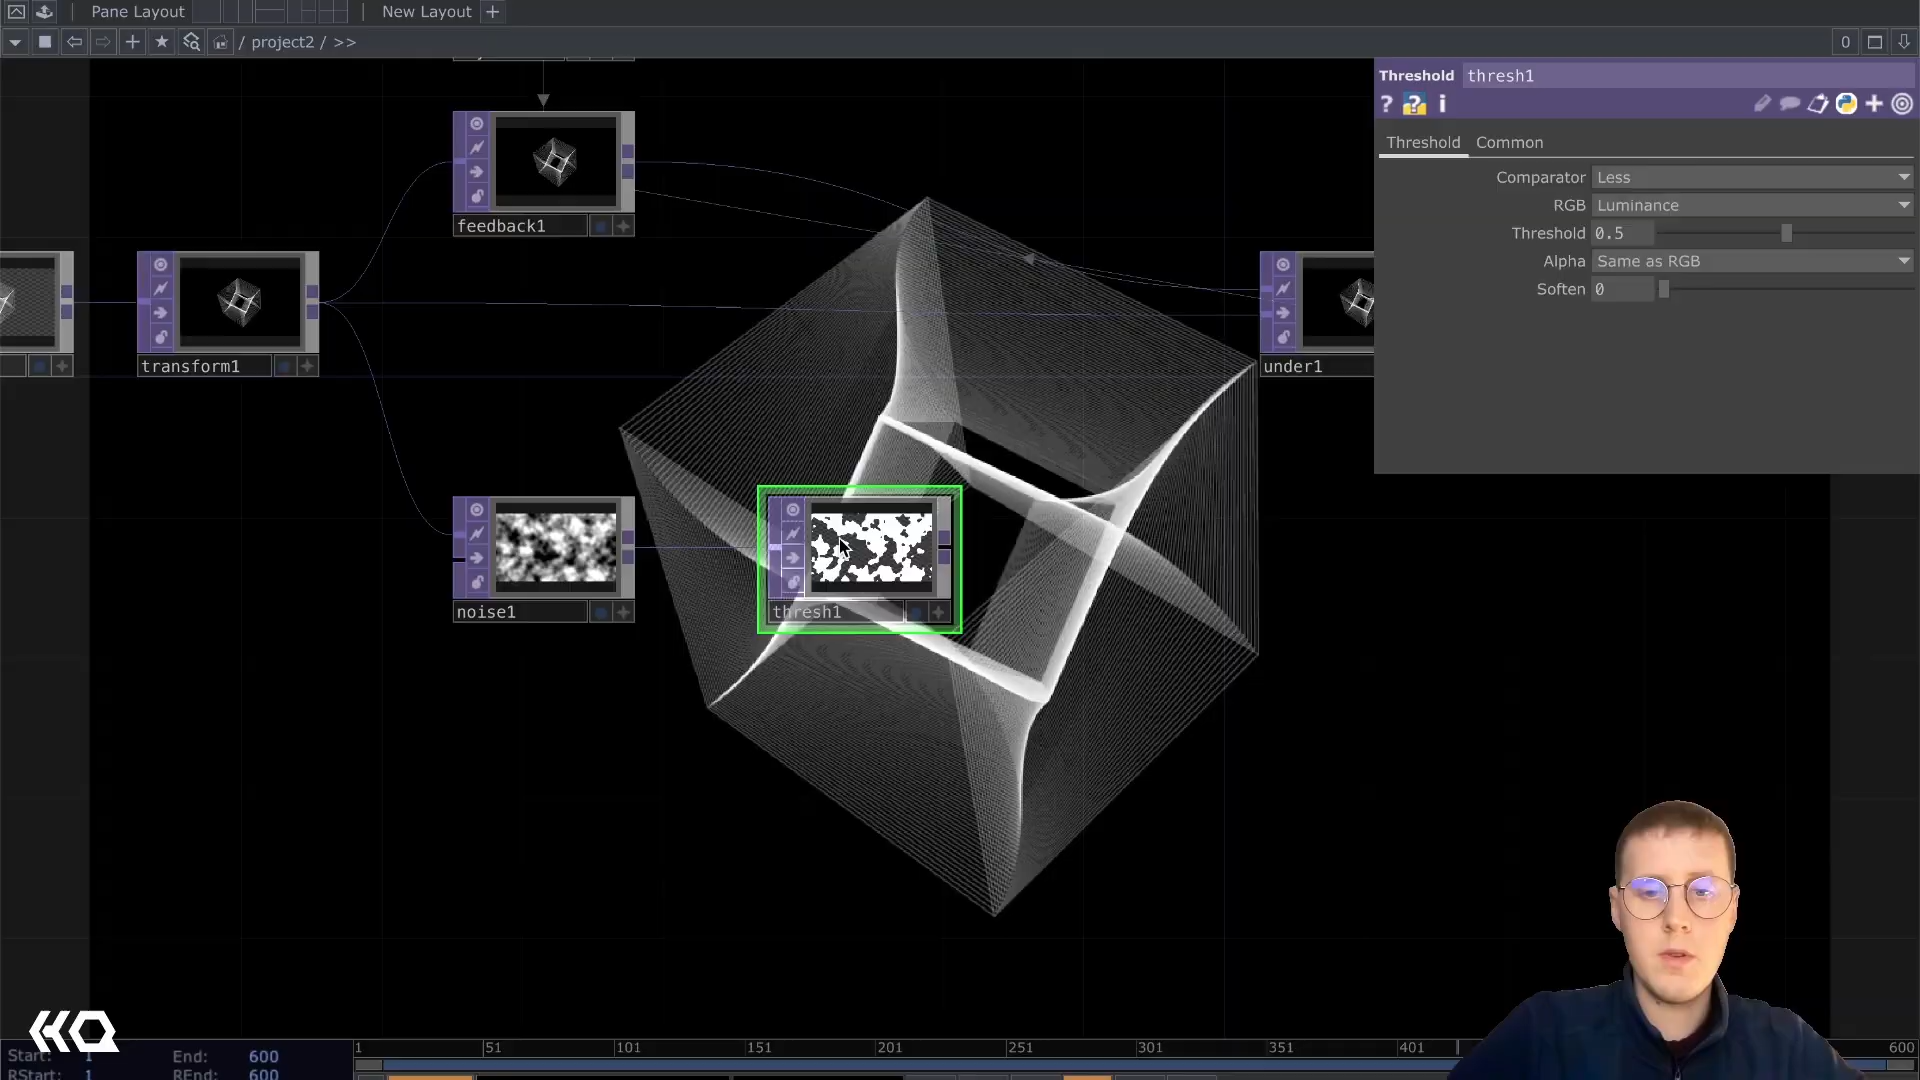 Pane Layout
New Layout
/ project2 / >>
0
Threshold thresh1
Threshold Common
Comparator Less
RGB Luminance
Threshold 0.5
Alpha Same as RGB
Soften 0
feedback1
transform1
under1
noise1
thresh1
HQ
Start: 1 End: 600
RStart: 1 REnd: 600
1 51 101 151 201 251 301 351 401 600